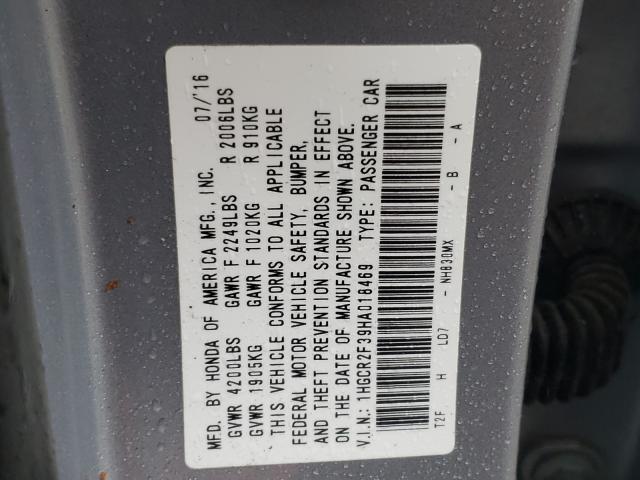 MFD. BY HONDA OF AMERICA MFG., INC. 07/'16
GVWR 4200LBS GAWR F 2249LBS R 2006LBS
GVWR 1905KG GAWR F 1020KG R 910KG
THIS VEHICLE CONFORMS TO ALL APPLICABLE
FEDERAL MOTOR VEHICLE SAFETY, BUMPER,
AND THEFT PREVENTION STANDARDS IN EFFECT
ON THE DATE OF MANUFACTURE SHOWN ABOVE.
V.I.N.: 1HGCR2F39HA018469 TYPE: PASSENGER CAR
T2F H LD7 - NH830MX - B - A